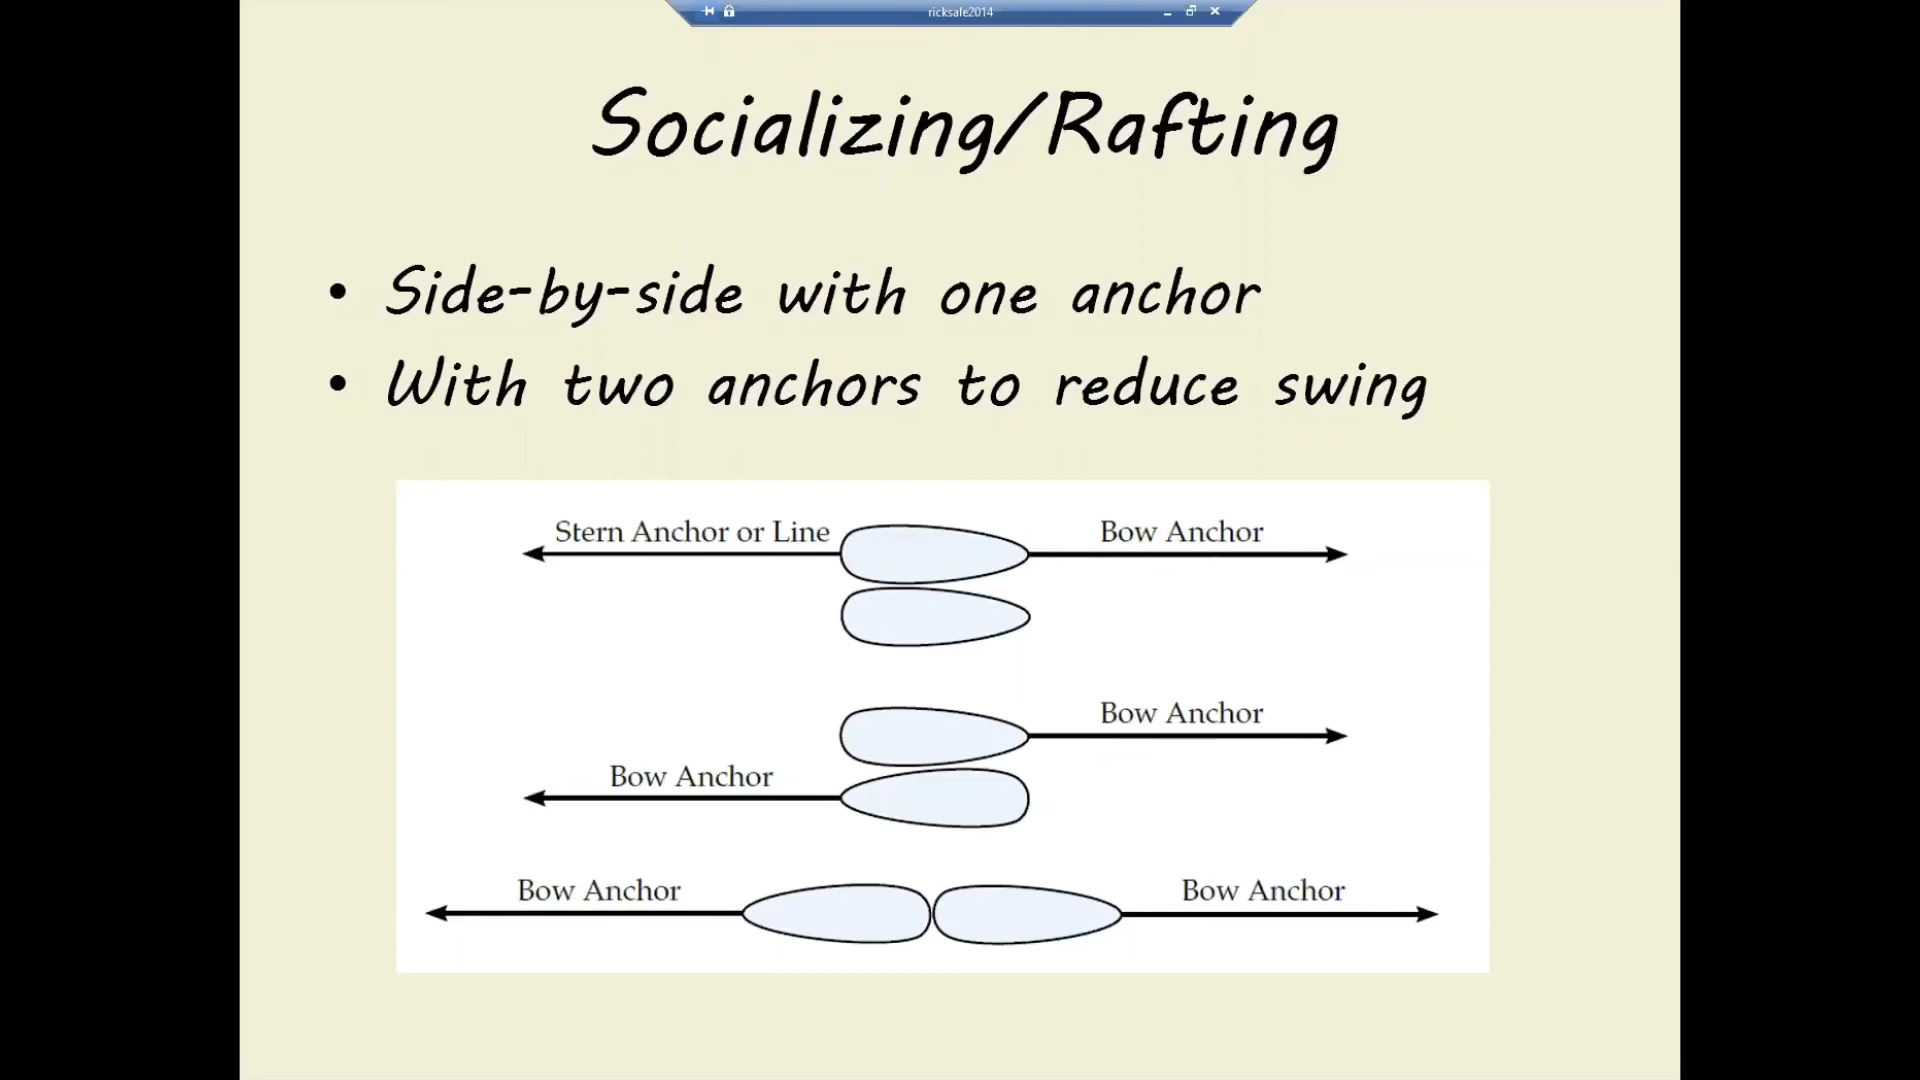 ricksale2014
Socializing/Rafting
• Side-by-side with one anchor
• With two anchors to reduce swing
Stern Anchor or Line
Bow Anchor
Bow Anchor
Bow Anchor
Bow Anchor
Bow Anchor